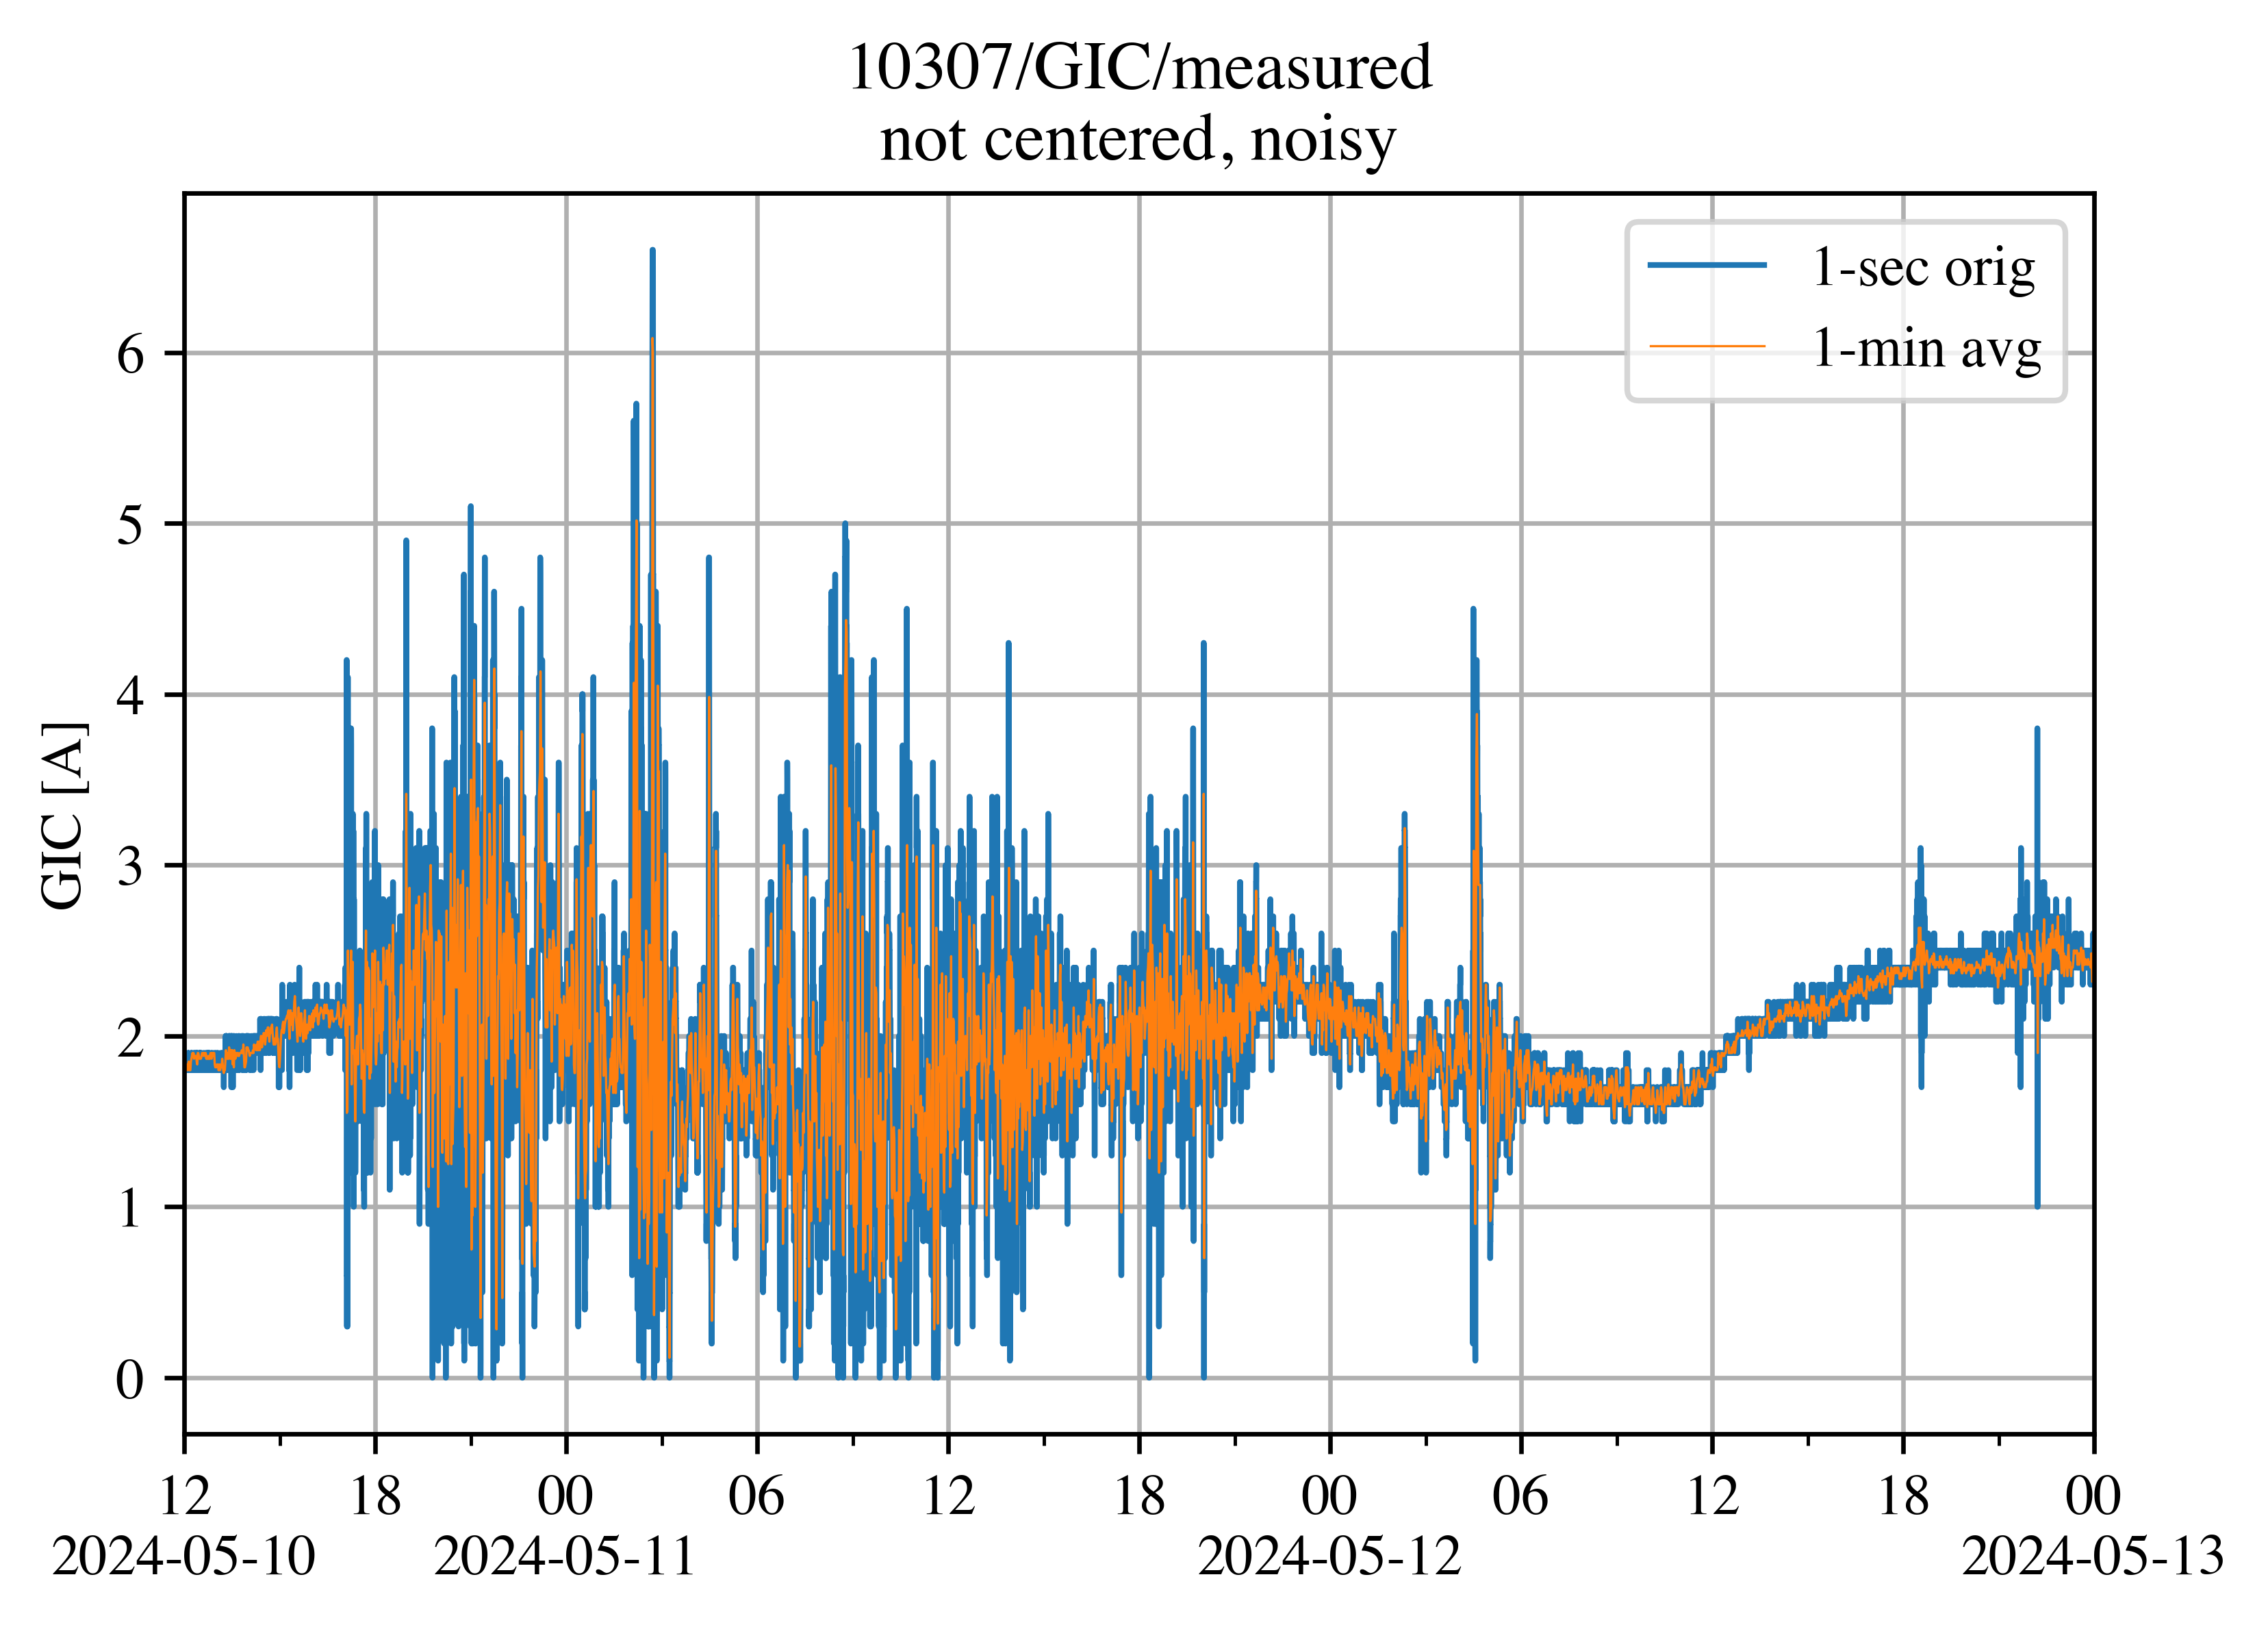 10307/GIC/measured
not centered, noisy
1-sec orig
1-min avg
GIC [A]
6
5
4
3
2
1
0
12 18 00 06 12 18 00 06 12 18 00
2024-05-10 2024-05-11 2024-05-12 2024-05-13